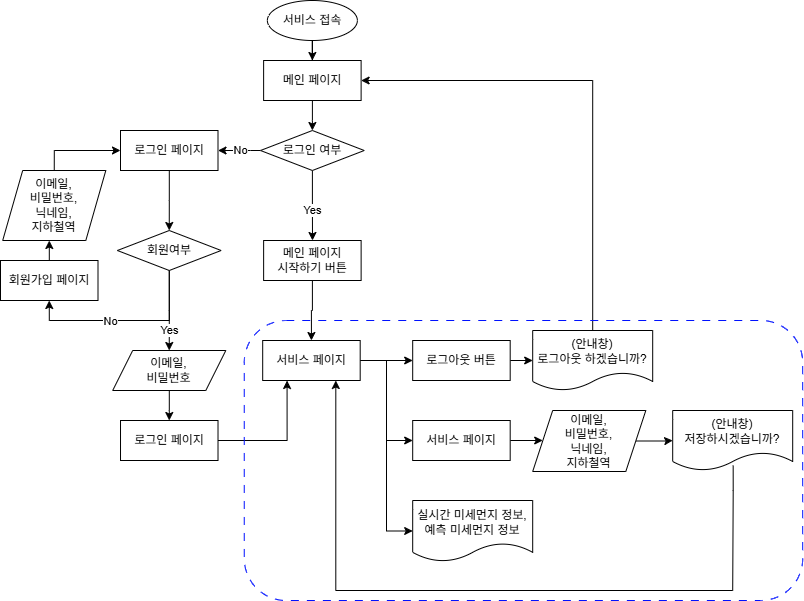 서비스 접속
메인 페이지
로그인 페이지
No
로그인 여부
이메일,
비밀번호,
닉네임,
지하철역
Yes
회원여부
메인 페이지
시작하기 버튼
회원가입 페이지
No
Yes
이메일,
비밀번호
로그인 페이지
서비스 페이지
로그아웃 버튼
(안내창)
로그아웃 하겠습니까?
서비스 페이지
이메일,
비밀번호,
닉네임,
지하철역
(안내창)
저장하시겠습니까?
실시간 미세먼지 정보,
예측 미세먼지 정보